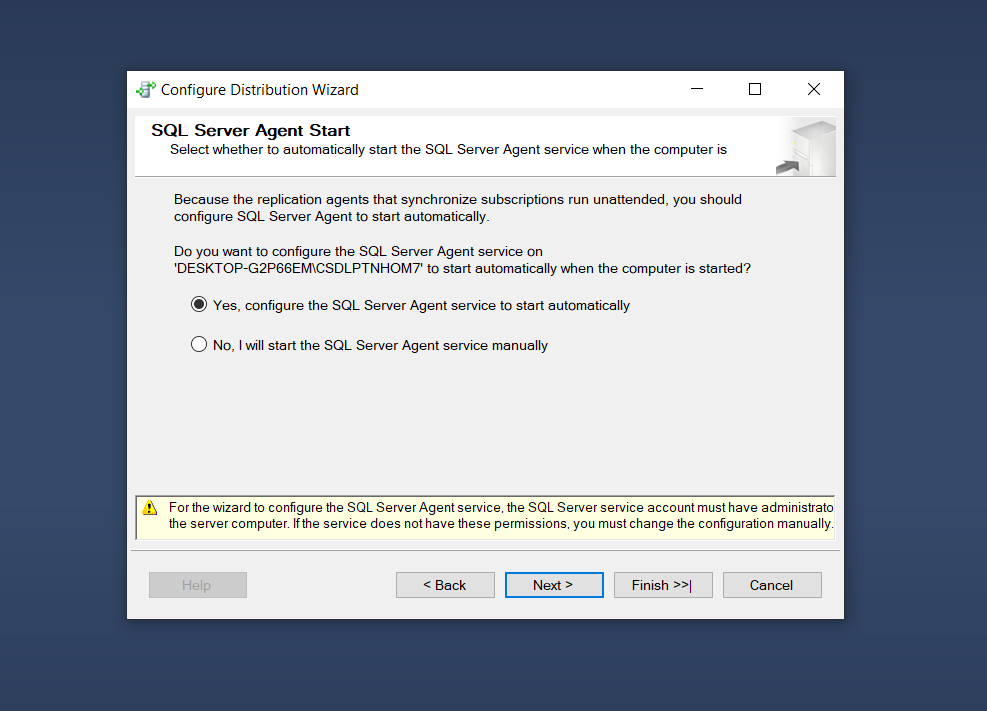 Configure Distribution Wizard
SQL Server Agent Start
Select whether to automatically start the SQL Server Agent service when the computer is
Because the replication agents that synchronize subscriptions run unattended, you should
configure SQL Server Agent to start automatically.
Do you want to configure the SQL Server Agent service on
'DESKTOP-G2P66EM\CSDLPTNHOM7' to start automatically when the computer is started?
Yes, configure the SQL Server Agent service to start automatically
No, I will start the SQL Server Agent service manually
For the wizard to configure the SQL Server Agent service, the SQL Server service account must have administrato
the server computer. If the service does not have these permissions, you must change the configuration manually.
Help < Back Next > Finish >>| Cancel